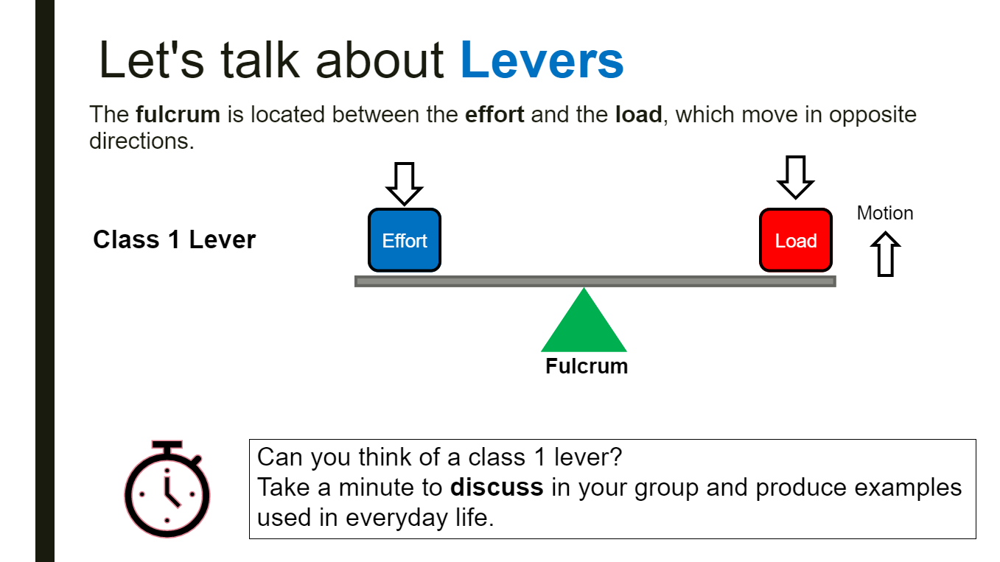 Let's talk about Levers
The fulcrum is located between the effort and the load, which move in opposite
directions.
Class 1 Lever
Effort
Load
Motion
Fulcrum
Can you think of a class 1 lever?
Take a minute to discuss in your group and produce examples
used in everyday life.